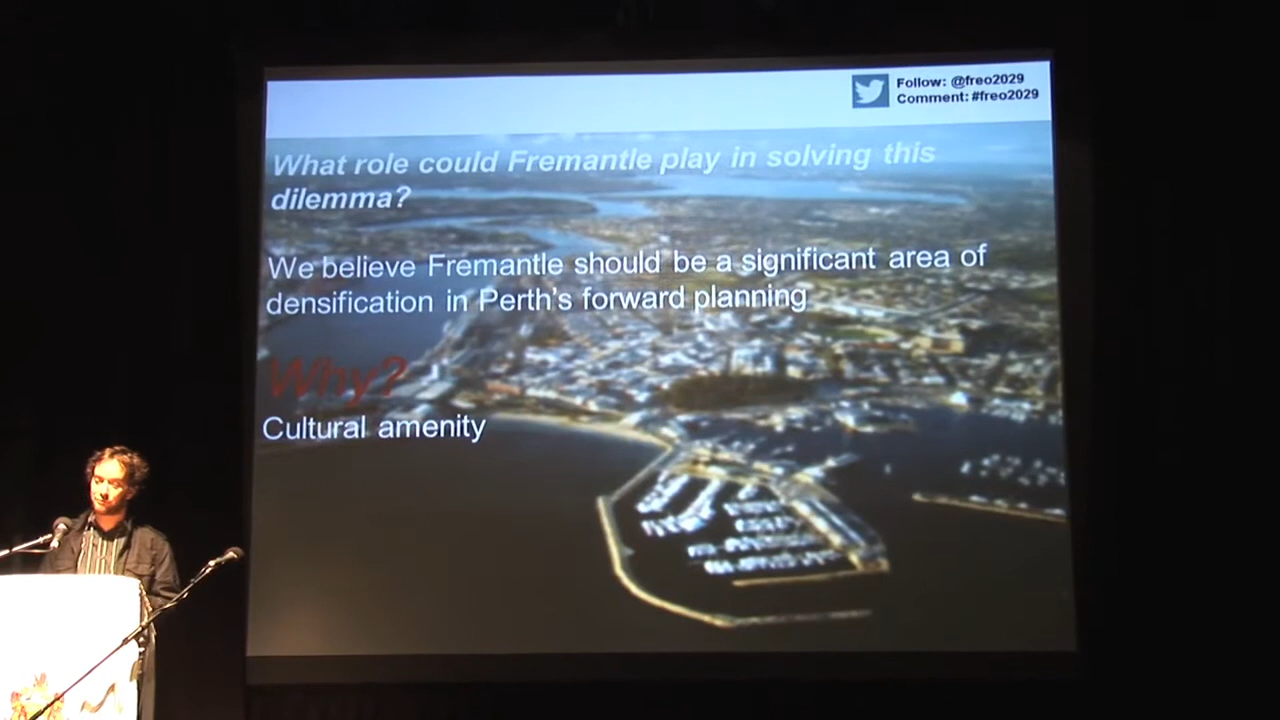 Follow: @freo2029
Comment: #freo2029
What role could Fremantle play in solving this
dilemma?
We believe Fremantle should be a significant area of
densification in Perth's forward planning
Why?
Cultural amenity